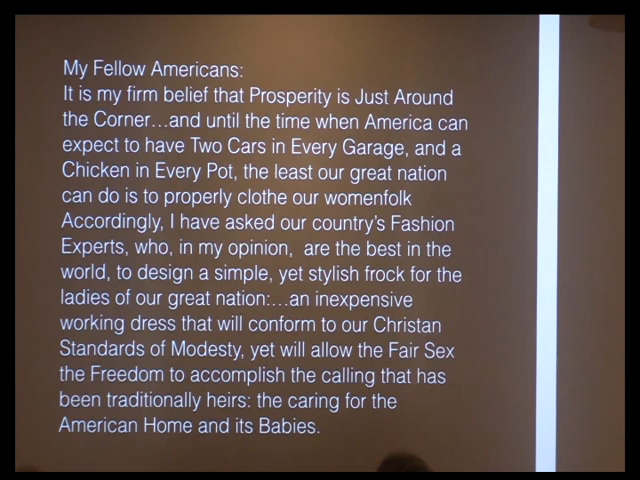 My Fellow Americans:
It is my firm belief that Prosperity is Just Around
the Corner...and until the time when America can
expect to have Two Cars in Every Garage, and a
Chicken in Every Pot, the least our great nation
can do is to properly clothe our womenfolk
Accordingly, I have asked our country's Fashion
Experts, who, in my opinion,  are the best in the
world, to design a simple, yet stylish frock for the
ladies of our great nation:...an inexpensive
working dress that will conform to our Christan
Standards of Modesty, yet will allow the Fair Sex
the Freedom to accomplish the calling that has
been traditionally heirs: the caring for the
American Home and its Babies.